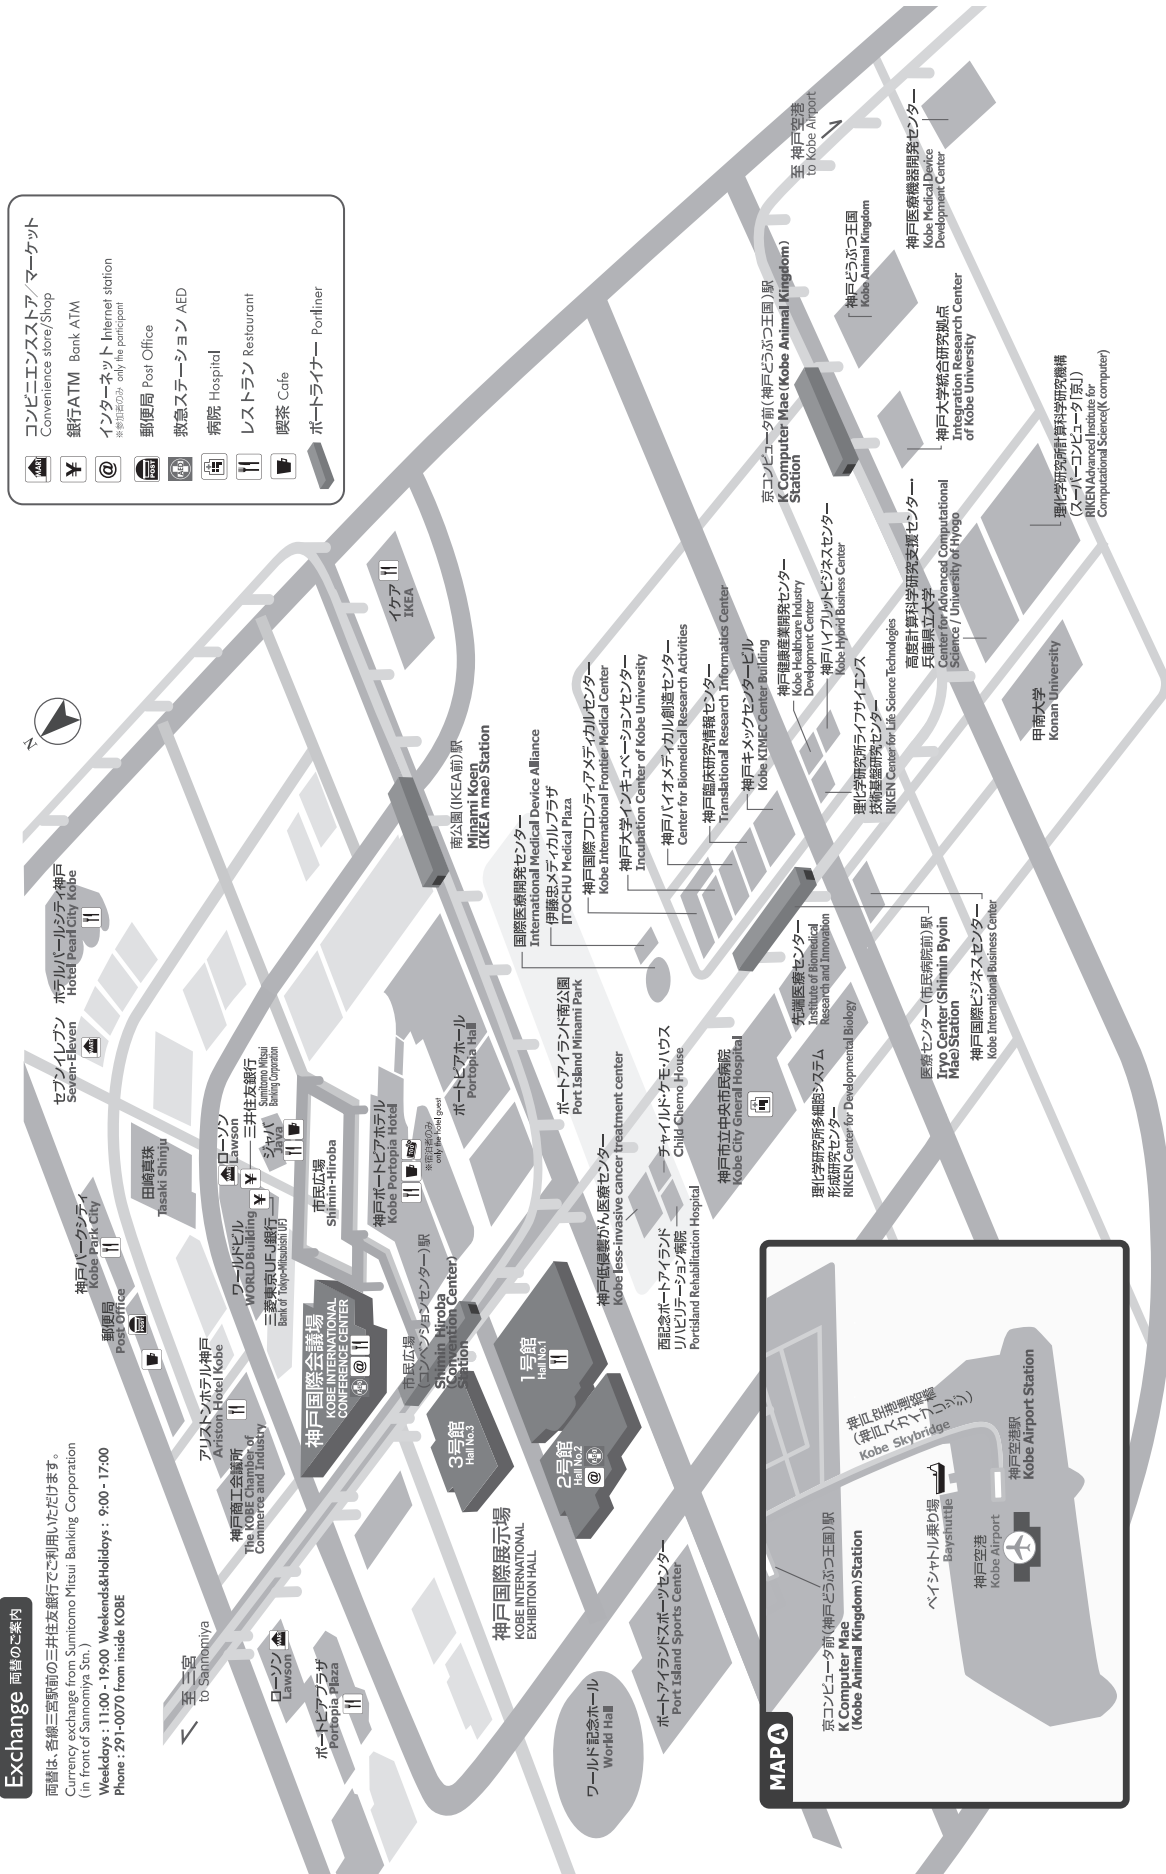 Exchange 両替のご案内
両替は、各線三宮駅前の三井住友銀行でご利用いただけます。
Currency exchange from Sumitomo Mitsui Banking Corporation
( in front of Sannomiya Stn. )
Weekdays : 11:00 - 19:00  Weekends&Holidays : 9:00 - 17:00
Phone : 291-0070 from inside KOBE
コンビニエンスストア／マーケット
Convenience store/Shop
銀行ATM Bank ATM
インターネット Internet station
※参加者のみ only the participant
郵便局 Post Office
救急ステーション AED
病院 Hospital
レストラン Restaurant
喫茶 Cafe
ポートライナー Portliner
MART
¥
@
POST
AED
N
至 三宮
to Sannomiya
ローソン
Lawson
ポートピアプラザ
Portopia Plaza
神戸商工会議所
The KOBE Chamber of
Commerce and Industry
アリストンホテル神戸
Ariston Hotel Kobe
郵便局
Post Office
神戸パークシティ
Kobe Park City
田崎真珠
Tasaki Shinju
セブンイレブン
Seven-Eleven
ホテルパールシティ神戸
Hotel Pearl City Kobe
ワールドビル
WORLD Building
三菱東京UFJ銀行
Bank of Tokyo-Mitsubishi UFJ
ローソン
Lawson
三井住友銀行
Sumitomo Mitsui
Banking Corporation
ジャバ
Java
市民広場
Shimin-Hiroba
神戸国際会議場
KOBE INTERNATIONAL
CONFERENCE CENTER
神戸ポートピアホテル
Kobe Portopia Hotel
※宿泊者のみ
only the hotel guest
ポートピアホール
Portopia Hall
市民広場
(コンベンションセンター)駅
Shimin Hiroba
(Convention Center)
Station
3号館
Hall No.3
1号館
Hall No.1
2号館
Hall No.2
神戸国際展示場
KOBE INTERNATIONAL
EXHIBITION HALL
ワールド記念ホール
World Hall
ポートアイランドスポーツセンター
Port Island Sports Center
イケア
IKEA
南公園(IKEA前)駅
Minami Koen
(IKEA mae) Station
ポートアイランド南公園
Port Island Minami Park
国際医療開発センター
International Medical Device Alliance
伊藤忠メディカルプラザ
ITOCHU Medical Plaza
神戸国際フロンティアメディカルセンター
Kobe International Frontier Medical Center
神戸大学インキュベーションセンター
Incubation Center of Kobe University
神戸バイオメディカル創造センター
Center for Biomedical Research Activities
神戸臨床研究情報センター
Translational Research Informatics Center
神戸キメックセンタービル
Kobe KIMEC Center Building
神戸健康産業開発センター
Kobe Healthcare Industry
Development Center
神戸ハイブリッドビジネスセンター
Kobe Hybrid Business Center
理化学研究所ライフサイエンス
技術基盤研究センター
RIKEN Center for Life Science Technologies
神戸低侵襲がん医療センター
Kobe less-invasive cancer treatment center
チャイルド・ケモ・ハウス
Child Chemo House
西記念ポートアイランド
リハビリテーション病院
Portisland Rehabilitation Hospital
神戸市立中央市民病院
Kobe City Gneral Hospital
先端医療センター
Institute of Biomedical
Research and Innovation
理化学研究所多細胞システム
形成研究センター
RIKEN Center for Developmental Biology
医療センター(市民病院前)駅
Iryo Center (Shimin Byoin
Mae) Station
神戸国際ビジネスセンター
Kobe International Business Center
京コンピュータ前(神戸どうぶつ王国)駅
K Computer Mae(Kobe Animal Kingdom)
Station
至 神戸空港
to Kobe Airport
神戸どうぶつ王国
Kobe Animal Kingdom
神戸医療機器開発センター
Kobe Medical Device
Development Center
神戸大学統合研究拠点
Integration Research Center
of Kobe University
高度計算科学研究支援センター・
兵庫県立大学
Center for Advanced Computational
Science / University of Hyogo
理化学研究所計算科学研究機構
(スーパーコンピュータ「京」)
RIKEN Advanced Institute for
Computational Science(K computer)
甲南大学
Konan University
MAP A
京コンピュータ前(神戸どうぶつ王国)駅
K Computer Mae
(Kobe Animal Kingdom) Station
神戸空港連絡橋
(神戸スカイブリッジ)
Kobe Skybridge
ベイシャトル乗り場
Bayshuttle
神戸空港
Kobe Airport
神戸空港駅
Kobe Airport Station